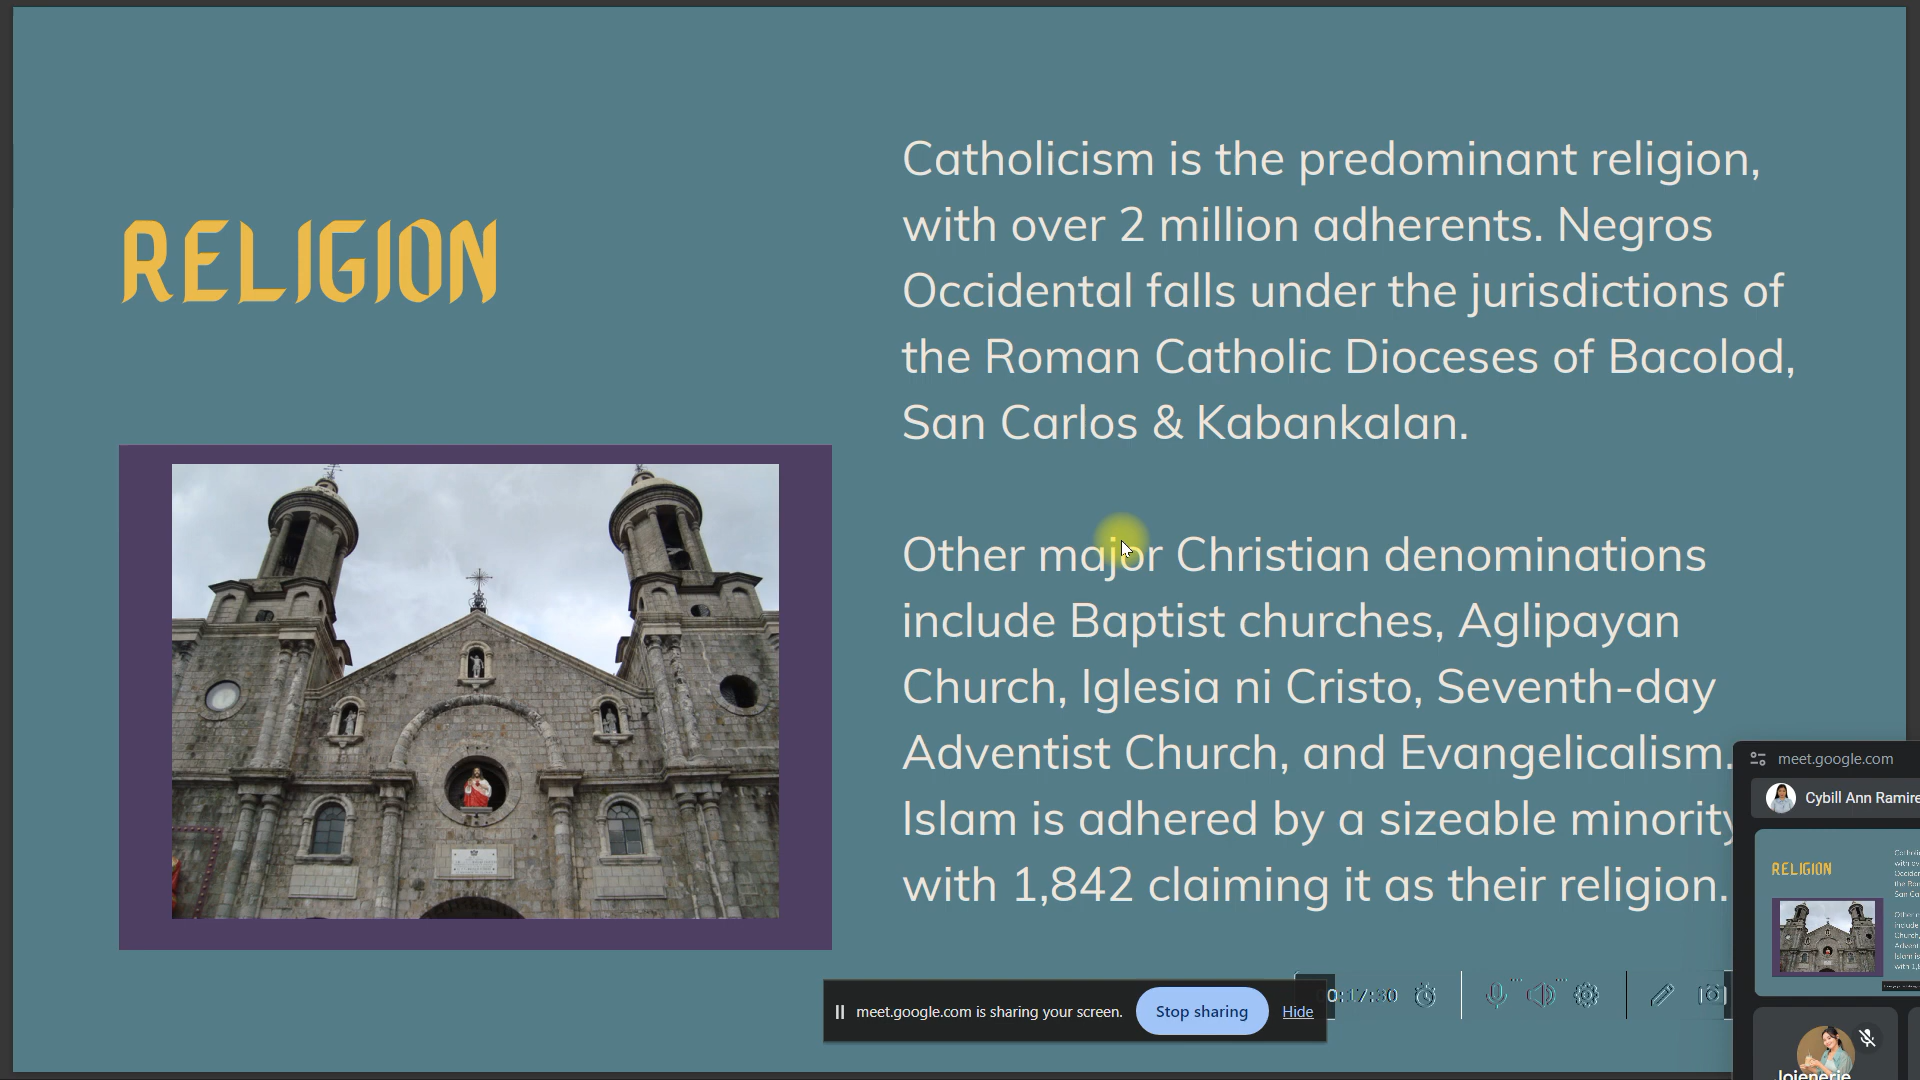 RELIGION
Catholicism is the predominant religion,
with over 2 million adherents. Negros
Occidental falls under the jurisdictions of
the Roman Catholic Dioceses of Bacolod,
San Carlos & Kabankalan.
Other major Christian denominations
include Baptist churches, Aglipayan
Church, Iglesia ni Cristo, Seventh-day
Adventist Church, and Evangelicalism.
Islam is adhered by a sizeable minority
with 1,842 claiming it as their religion.
meet.google.com is sharing your screen.
Stop sharing
Hide
0:17:30
meet.google.com
Cybill Ann Ramire
RELIGION